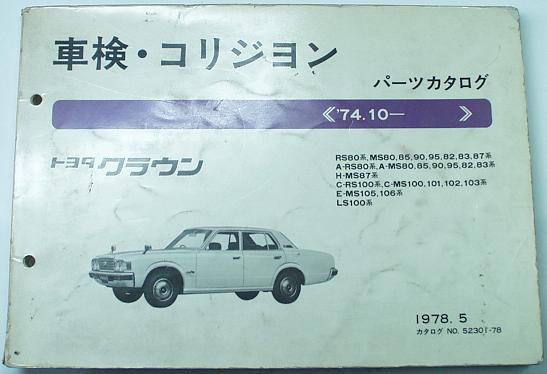 車検・コリジヨン
パーツカタログ
≪'74.10― ≫
トヨタ クラウン
RS80系, MS80,85,90,95,82,83,87系
A-RS80系, A-MS80,85,90,95,82,83系
H-MS87系
C-RS100系, C-MS100,101,102,103系
E-MS105,106系
LS100系
1978. 5
カタログ NO. 52301-78